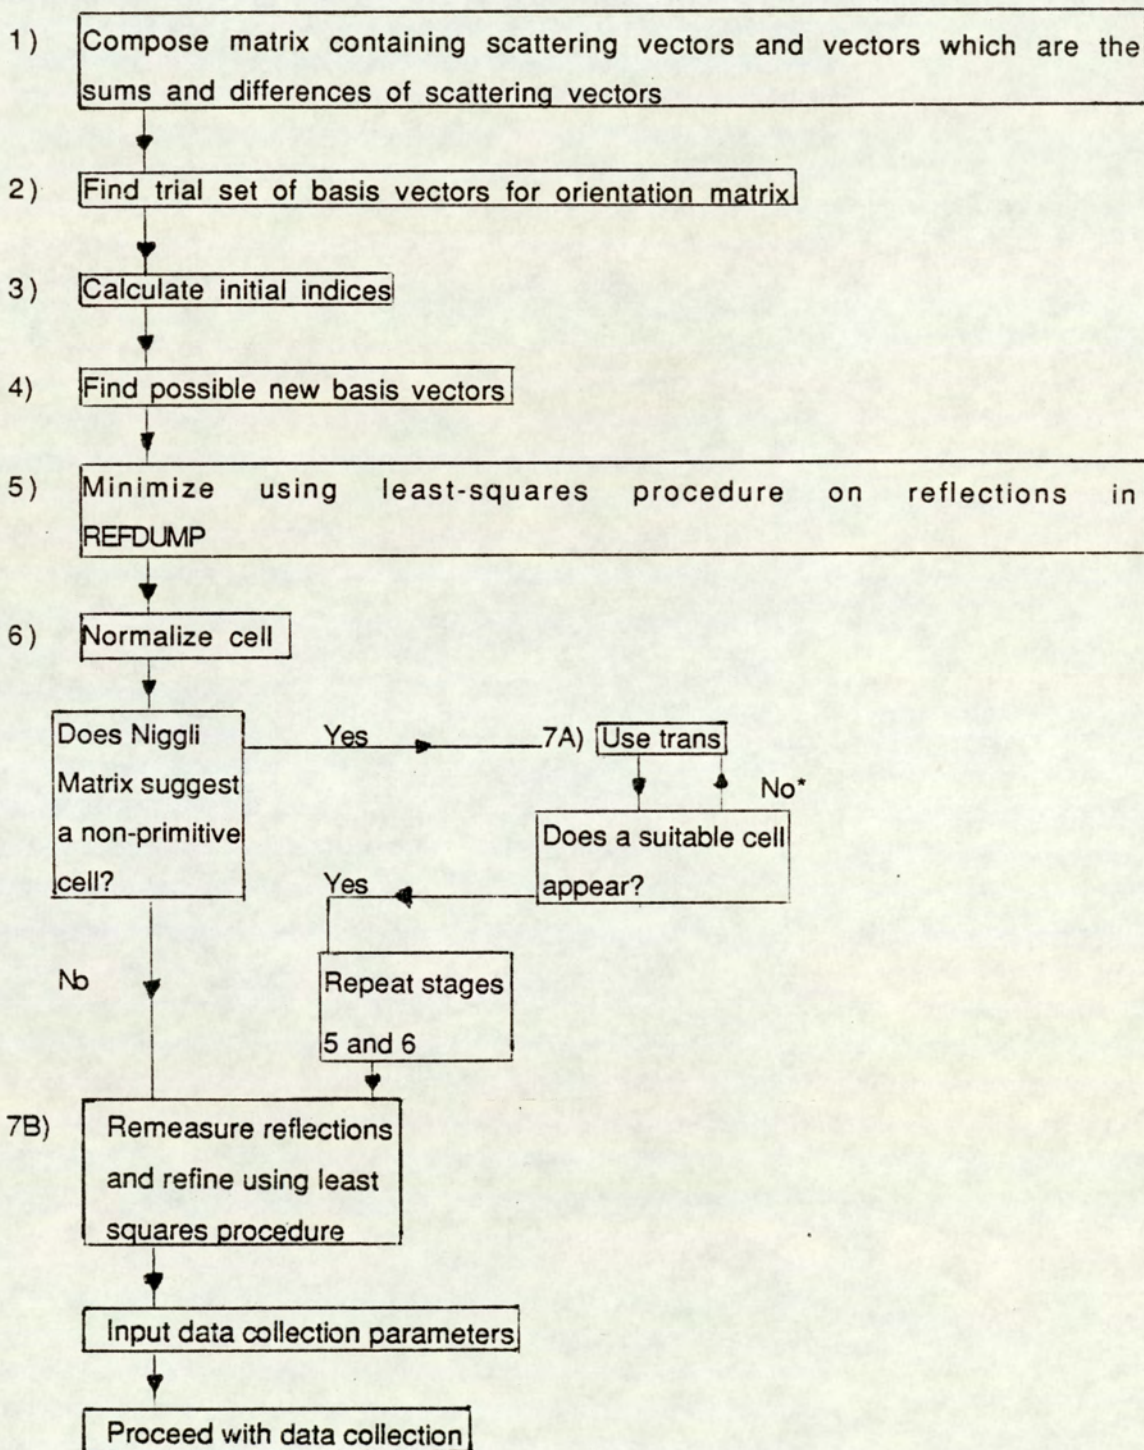 1) Compose matrix containing scattering vectors and vectors which are the
sums and differences of scattering vectors
2) Find trial set of basis vectors for orientation matrix
3) Calculate initial indices
4) Find possible new basis vectors
5) Minimize using least-squares procedure on reflections in
REFDUMP
6) Normalize cell
Does Niggli
Matrix suggest
a non-primitive
cell?
Yes
7A) Use trans
No*
Does a suitable cell
appear?
Yes
No
Repeat stages
5 and 6
7B) Remeasure reflections
and refine using least
squares procedure
Input data collection parameters
Proceed with data collection